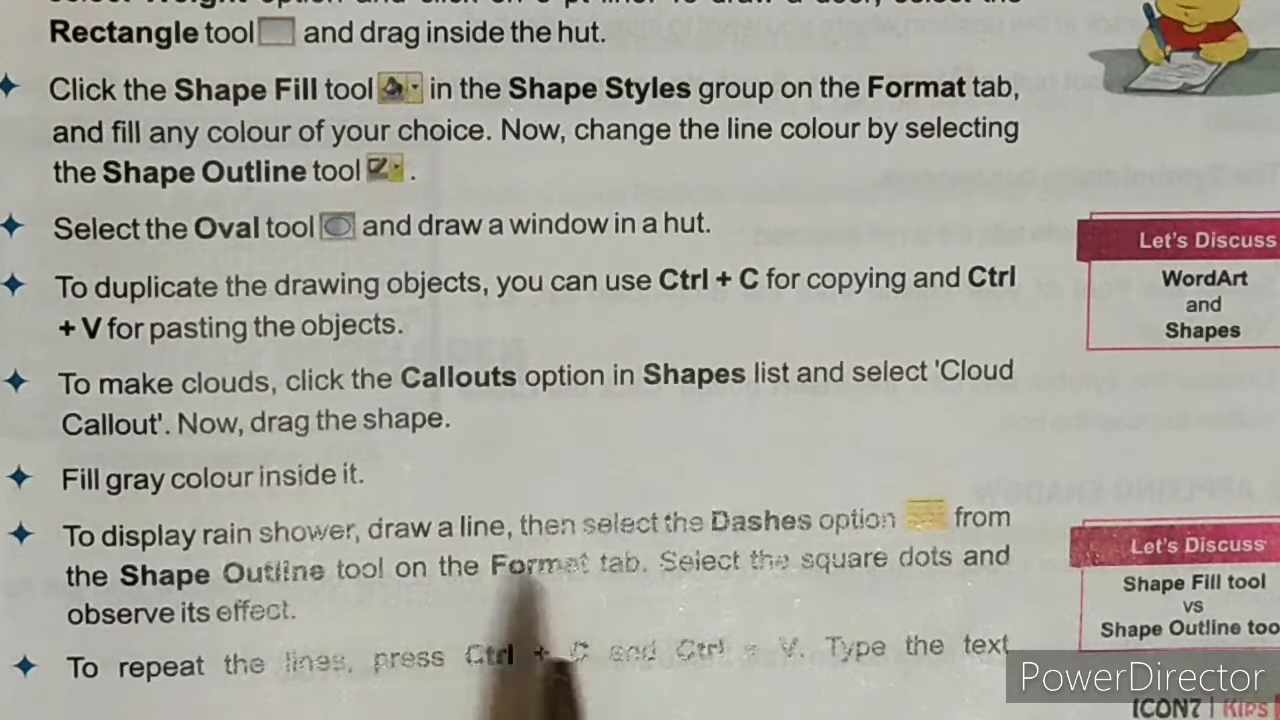 Rectangle tool and drag inside the hut.
Click the Shape Fill tool in the Shape Styles group on the Format tab,
and fill any colour of your choice. Now, change the line colour by selecting
the Shape Outline tool .
Select the Oval tool and draw a window in a hut.
To duplicate the drawing objects, you can use Ctrl + C for copying and Ctrl
+ V for pasting the objects.
To make clouds, click the Callouts option in Shapes list and select 'Cloud
Callout'. Now, drag the shape.
Fill gray colour inside it.
To display rain shower, draw a line, then select the Dashes option from
the Shape Outline tool on the Format tab. Select the square dots and
observe its effect.
To repeat the lines, press Ctrl + C and Ctrl + V. Type the text
Let's Discuss
WordArt
and
Shapes
Let's Discuss
Shape Fill tool
vs
Shape Outline too
PowerDirector
ICON7 | Kips